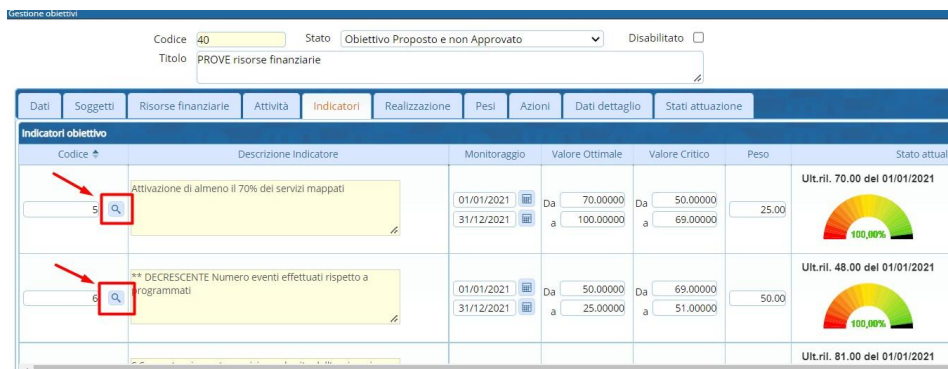 Gestione obiettivi
Codice 40 Stato Obiettivo Proposto e non Approvato Disabilitato
Titolo PROVE risorse finanziarie
Dati Soggetti Risorse finanziarie Attività Indicatori Realizzazione Pesi Azioni Dati dettaglio Stati attuazione
Indicatori obiettivo
Codice Descrizione Indicatore Monitoraggio Valore Ottimale Valore Critico Peso Stato attual
Ult.ril. 70.00 del 01/01/2021
Attivazione di almeno il 70% dei servizi mappati
5 01/01/2021 Da 70.00000 Da 50.00000 25.00
31/12/2021 a 100.00000 a 69.00000
100,00%
Ult.ril. 48.00 del 01/01/2021
** DECRESCENTE Numero eventi effettuati rispetto a
programmati
6 01/01/2021 Da 50.00000 Da 69.00000 50.00
31/12/2021 a 25.00000 a 51.00000
100,00%
Ult.ril. 81.00 del 01/01/2021